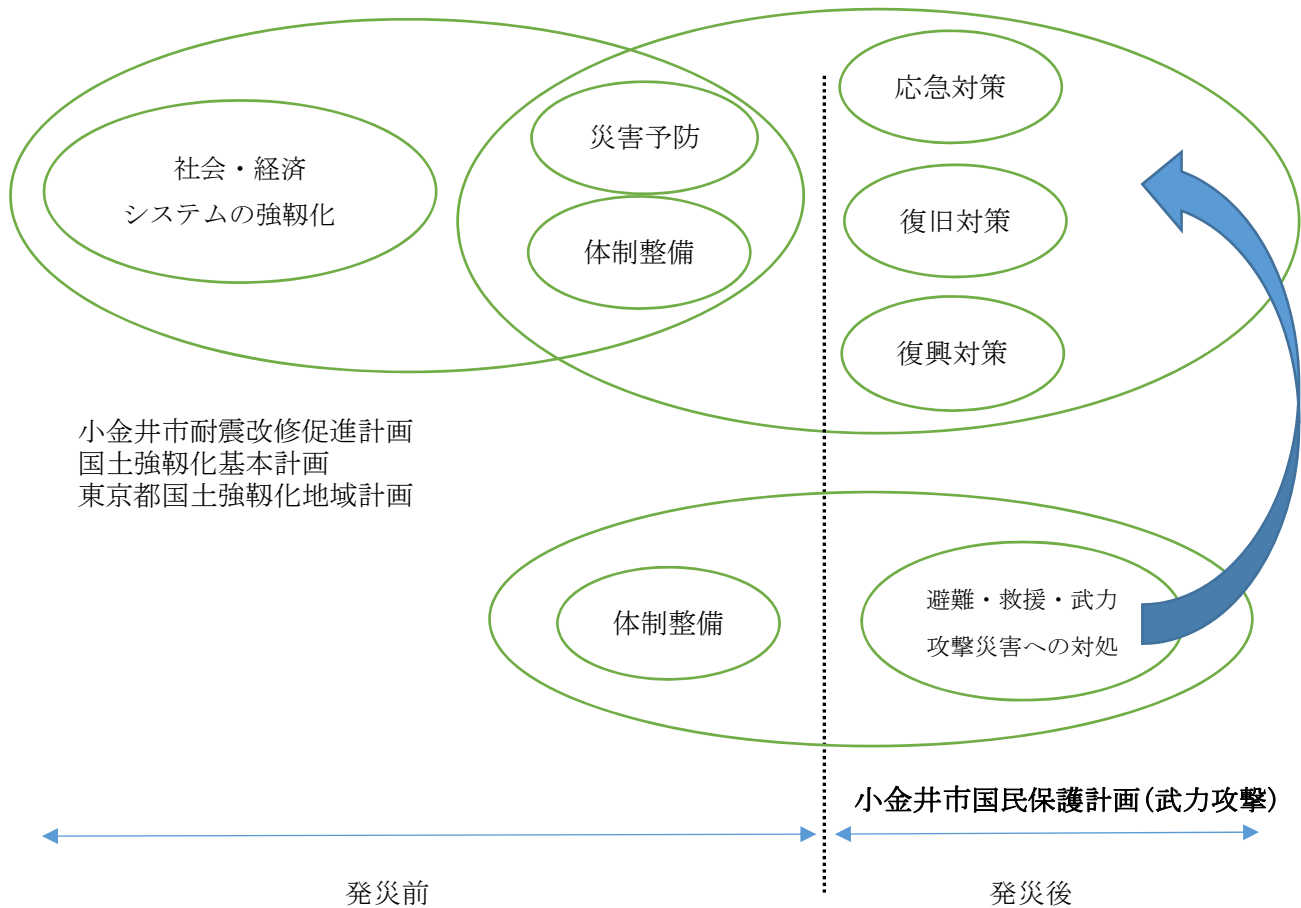 応急対策
災害予防
社会・経済
システムの強靱化
体制整備
復旧対策
復興対策
小金井市耐震改修促進計画
国土強靱化基本計画
東京都国土強靱化地域計画
体制整備
避難・救援・武力
攻撃災害への対処
小金井市国民保護計画(武力攻撃)
発災前
発災後